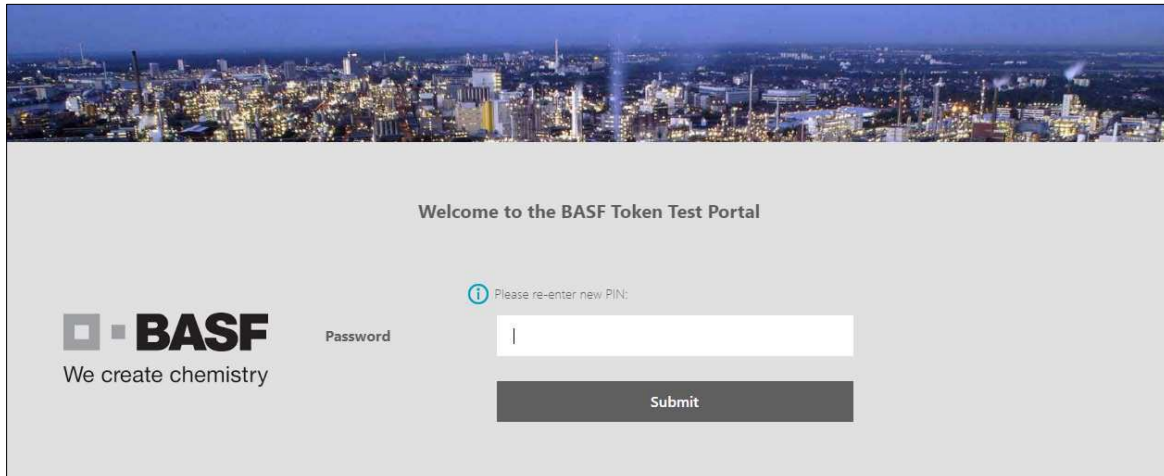 Welcome to the BASF Token Test Portal
Please re-enter new PIN:
BASF
We create chemistry
Password
Submit